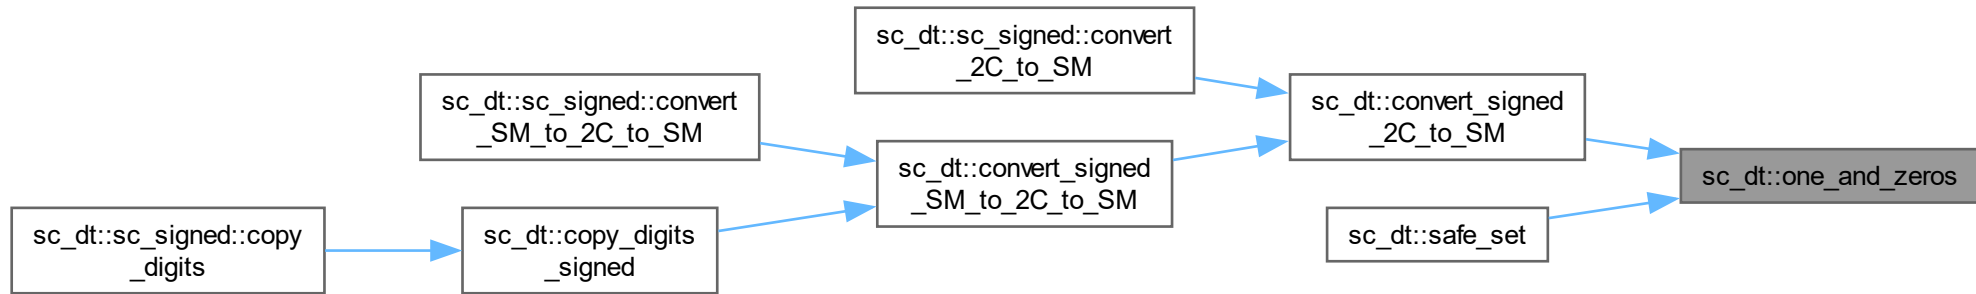 sc_dt::sc_signed::convert
_2C_to_SM
sc_dt::sc_signed::convert
_SM_to_2C_to_SM
sc_dt::convert_signed
_2C_to_SM
sc_dt::convert_signed
_SM_to_2C_to_SM
sc_dt::one_and_zeros
sc_dt::sc_signed::copy
_digits
sc_dt::copy_digits
_signed
sc_dt::safe_set